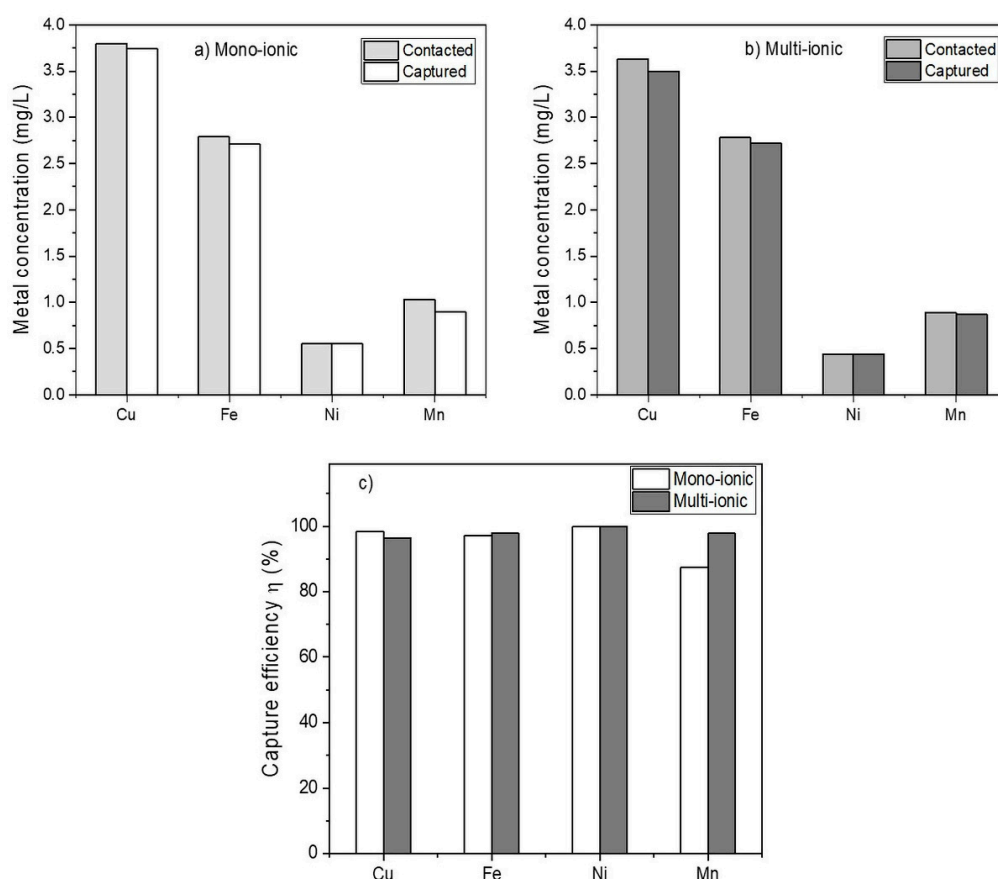 a) Mono-ionic
Contacted
Captured
Metal concentration (mg/L)
4.0
3.5
3.0
2.5
2.0
1.5
1.0
0.5
0.0
Cu Fe Ni Mn
b) Multi-ionic
Contacted
Captured
Metal concentration (mg/L)
4.0
3.5
3.0
2.5
2.0
1.5
1.0
0.5
0.0
Cu Fe Ni Mn
c)
Mono-ionic
Multi-ionic
Capture efficiency η (%)
100
80
60
40
20
0
Cu Fe Ni Mn